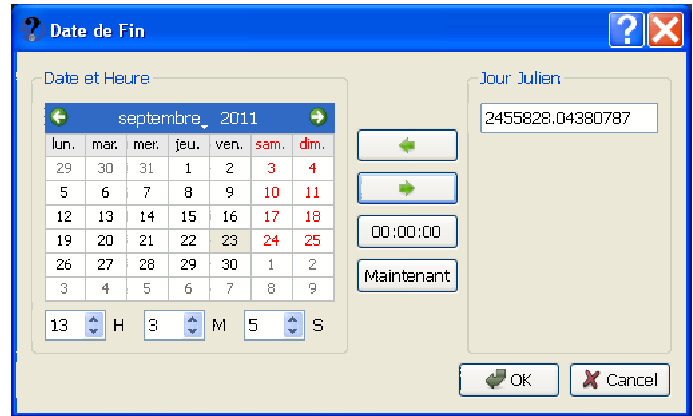 Date de Fin
Date et Heure
septembre 2011
lun. mar. mer. jeu. ven. sam. dim.
29 30 31 1 2 3 4
5 6 7 8 9 10 11
12 13 14 15 16 17 18
19 20 21 22 23 24 25
26 27 28 29 30 1 2
3 4 5 6 7 8 9
13 H 3 M 5 S
00:00:00
Maintenant
Jour Julien
2455828.04380787
OK
Cancel